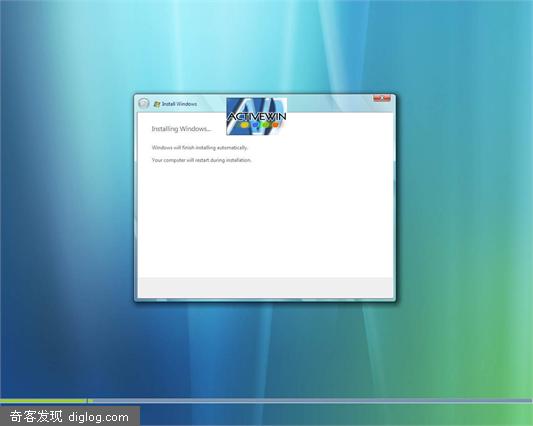 Install Windows
ACTIVEWIN
Installing Windows...
Windows will finish installing automatically.
Your computer will restart during installation.
奇客发现 diglog.com